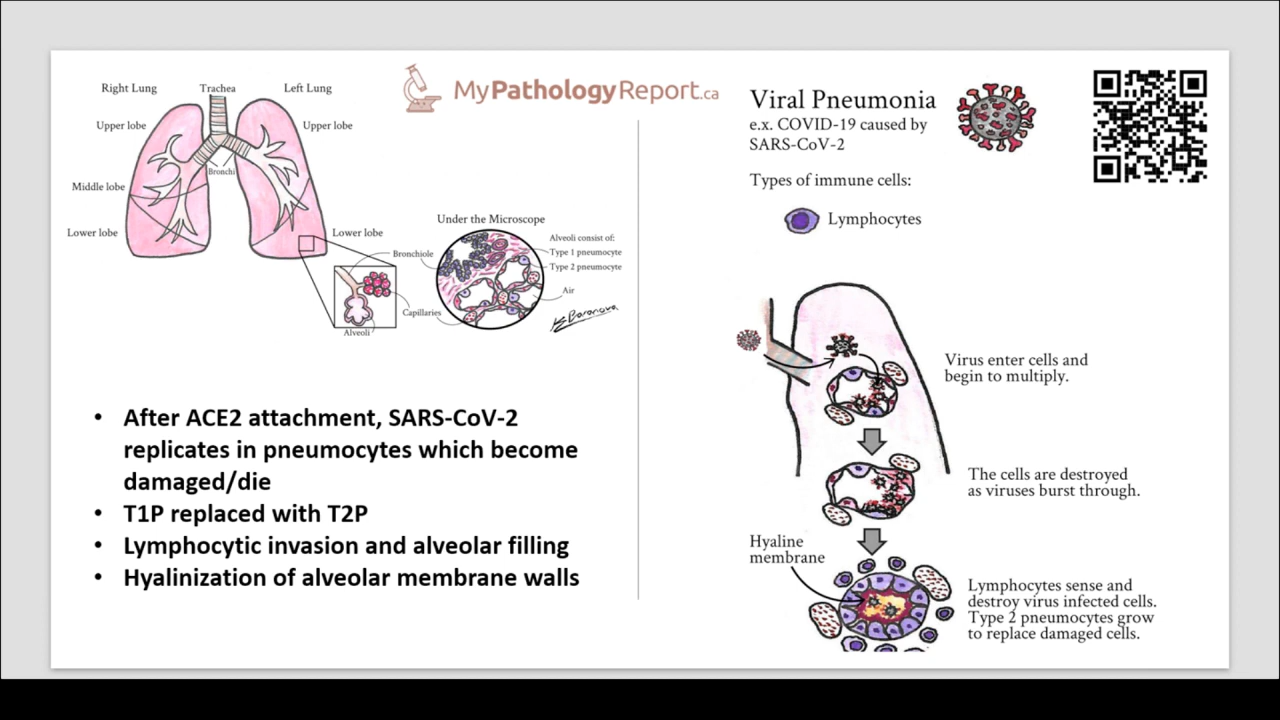 MyPathologyReport.ca
Right Lung
Trachea
Left Lung
Upper lobe
Upper lobe
Bronchi
Middle lobe
Lower lobe
Lower lobe
Under the Microscope
Alveoli consist of:
Type 1 pneumocyte
Type 2 pneumocyte
Bronchiole
Air
Capillaries
Alveoli
Baranova
• After ACE2 attachment, SARS-CoV-2
replicates in pneumocytes which become
damaged/die
• T1P replaced with T2P
• Lymphocytic invasion and alveolar filling
• Hyalinization of alveolar membrane walls
Viral Pneumonia
e.x. COVID-19 caused by
SARS-CoV-2
Types of immune cells:
Lymphocytes
Virus enter cells and
begin to multiply.
The cells are destroyed
as viruses burst through.
Hyaline
membrane
Lymphocytes sense and
destroy virus infected cells.
Type 2 pneumocytes grow
to replace damaged cells.